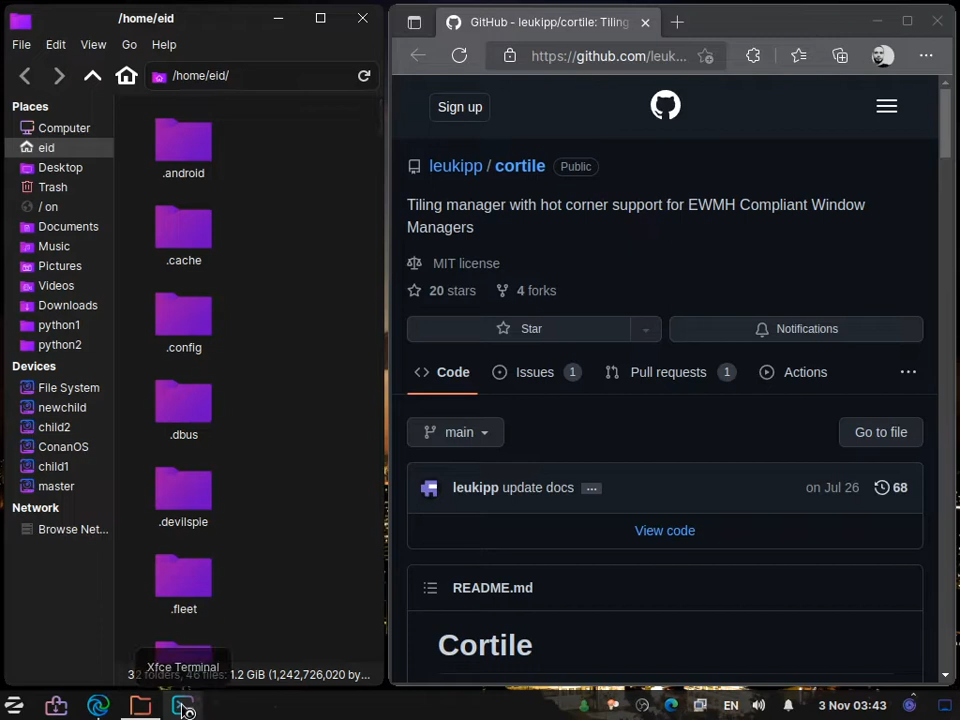 /home/eid
File Edit View Go Help
/home/eid/
Places
Computer
eid
Desktop
Trash
/ on
Documents
Music
Pictures
Videos
Downloads
python1
python2
Devices
File System
newchild
child2
ConanOS
child1
master
Network
Browse Net...
.android
.cache
.config
.dbus
.devilspie
.fleet
Xfce Terminal
32 folders, 46 files: 1.2 GiB (1,242,726,020 by...
GitHub - leukipp/cortile: Tiling
https://github.com/leuk...
Sign up
leukipp / cortile Public
Tiling manager with hot corner support for EWMH Compliant Window
Managers
MIT license
20 stars 4 forks
Star Notifications
Code Issues 1 Pull requests 1 Actions
main Go to file
leukipp update docs ... on Jul 26 68
View code
README.md
Cortile
EN 3 Nov 03:43